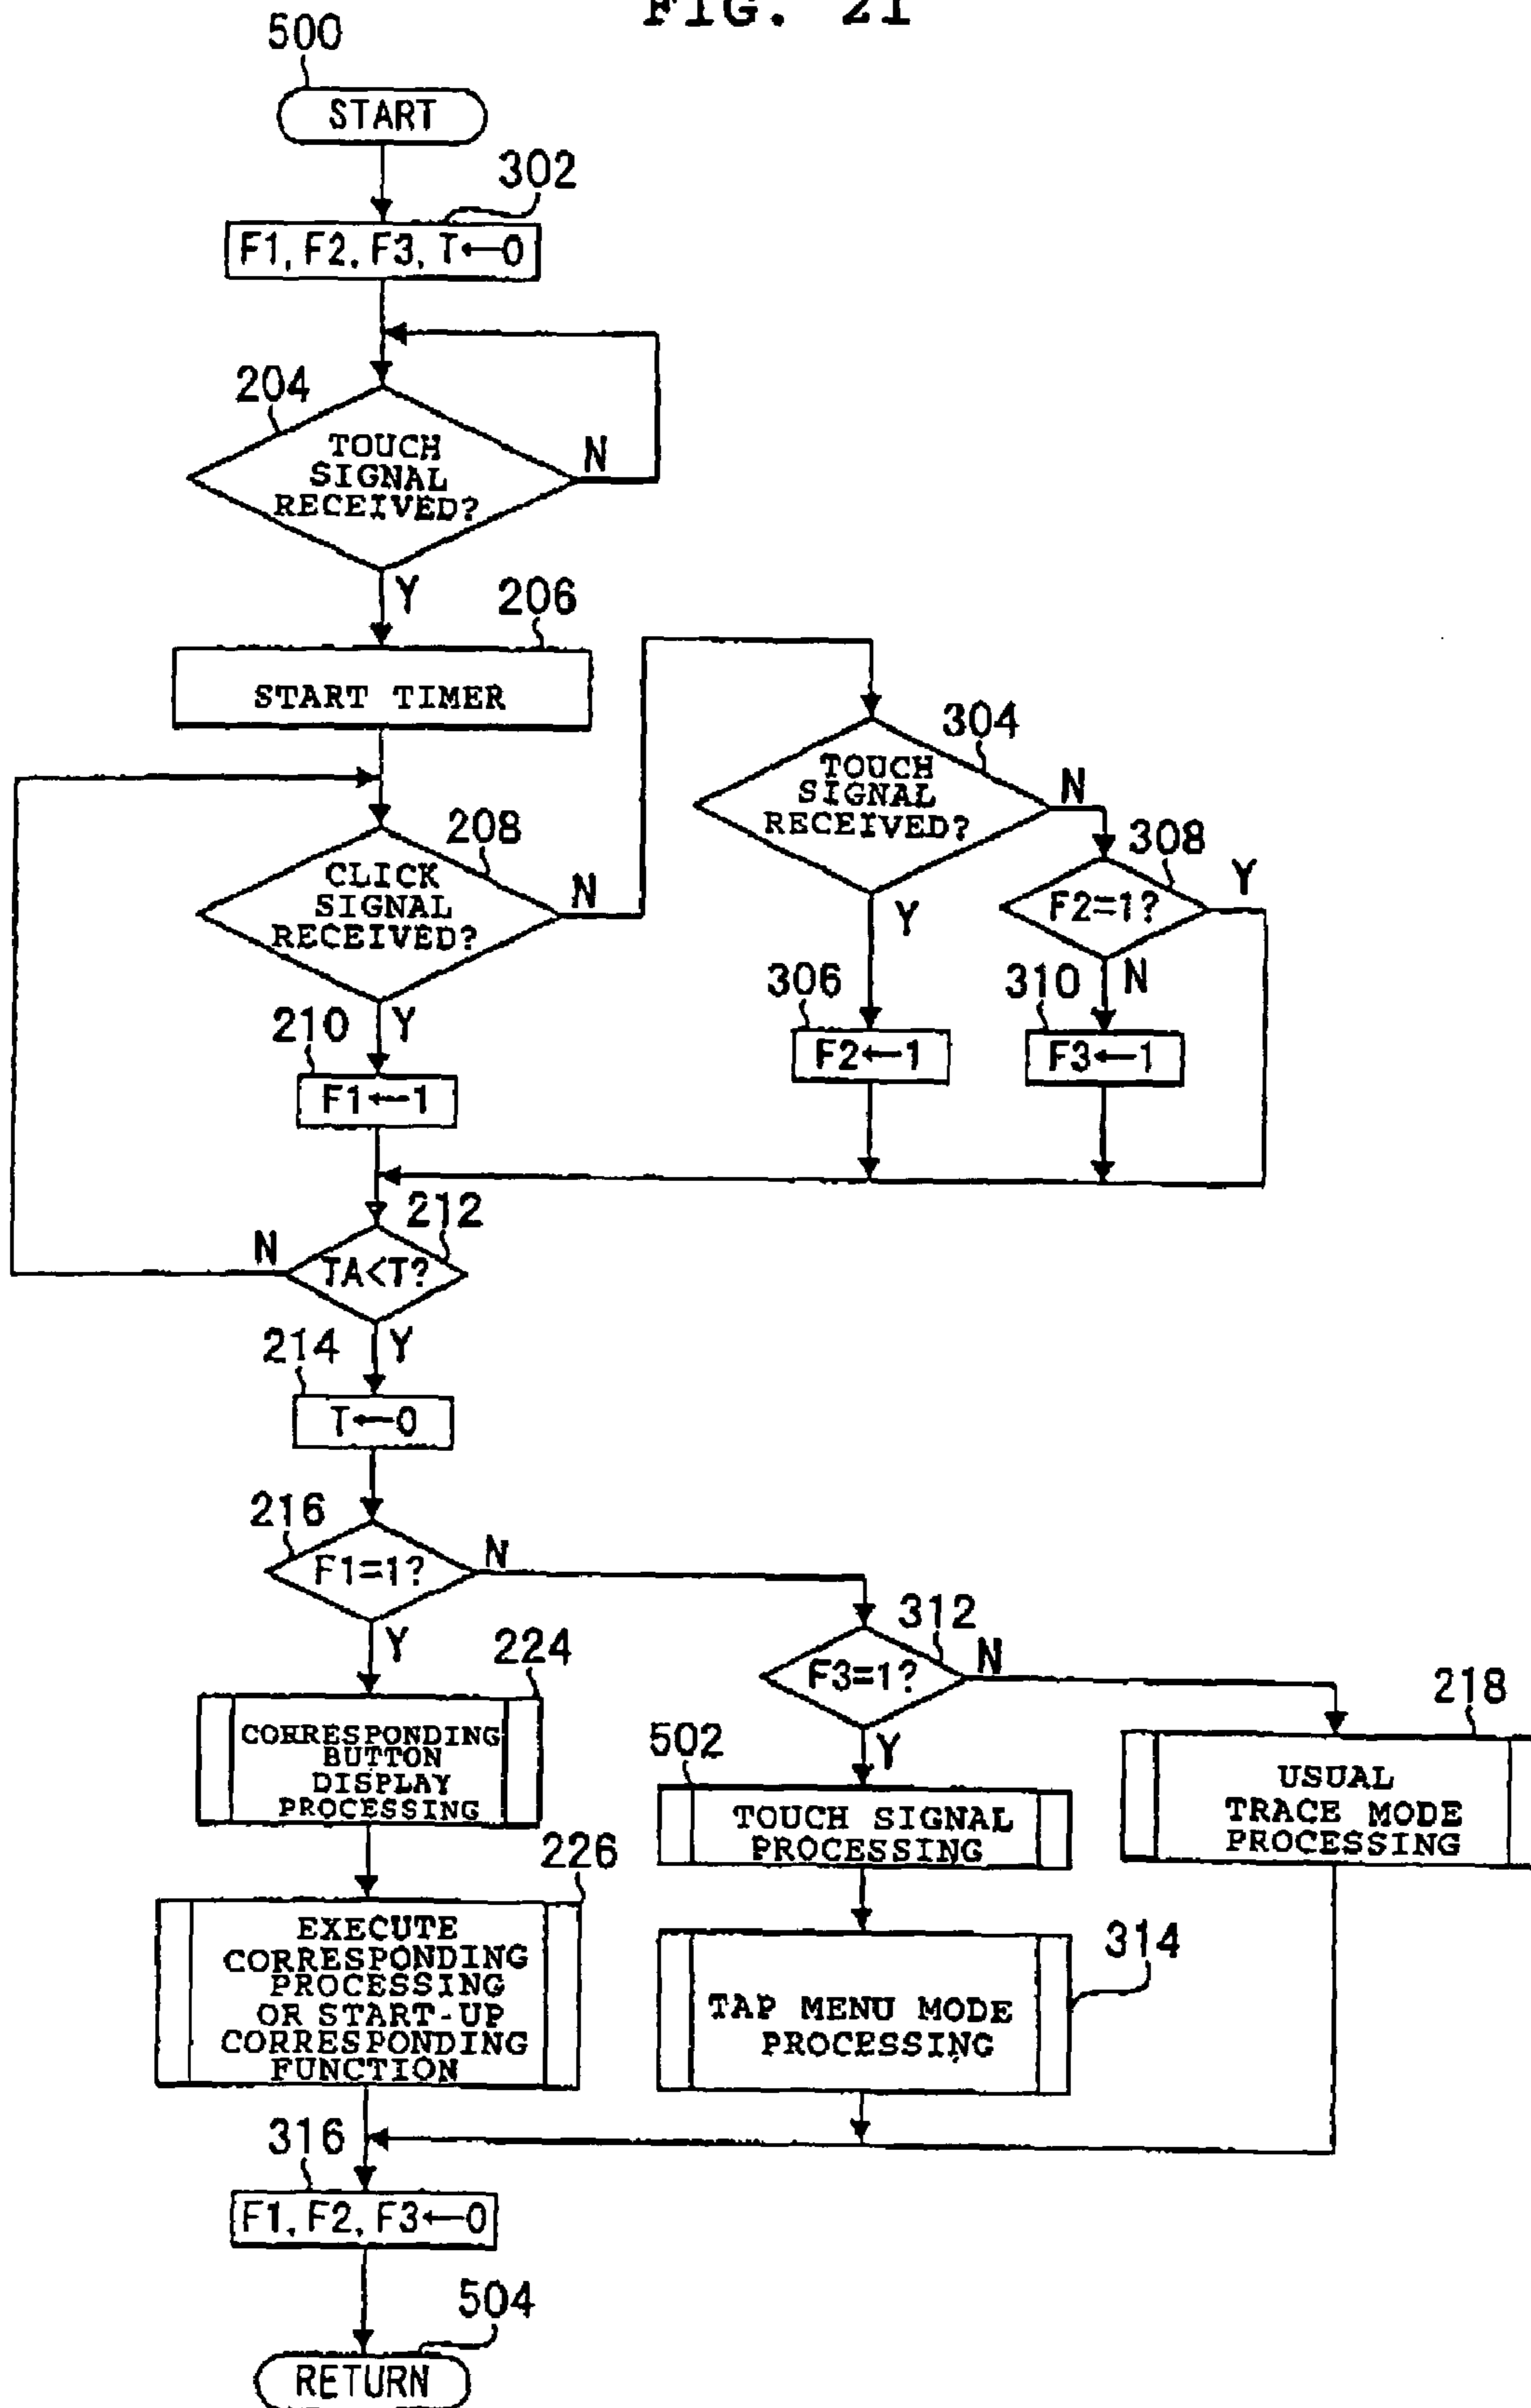 FIG. 21
500
START
302
F1, F2, F3, T←0
204
TOUCH
SIGNAL
RECEIVED?
N
Y
206
START TIMER
304
TOUCH
SIGNAL
RECEIVED?
N
Y
308
F2=1?
Y
N
208
CLICK
SIGNAL
RECEIVED?
N
Y
306
F2←1
310
F3←1
210
F1←1
212
TA<T?
N
Y
214
T←0
216
F1=1?
N
Y
312
F3=1?
N
Y
224
CORRESPONDING
BUTTON
DISPLAY
PROCESSING
502
TOUCH SIGNAL
PROCESSING
218
USUAL
TRACE MODE
PROCESSING
226
EXECUTE
CORRESPONDING
PROCESSING
OR START-UP
CORRESPONDING
FUNCTION
314
TAP MENU MODE
PROCESSING
316
F1, F2, F3←0
504
RETURN